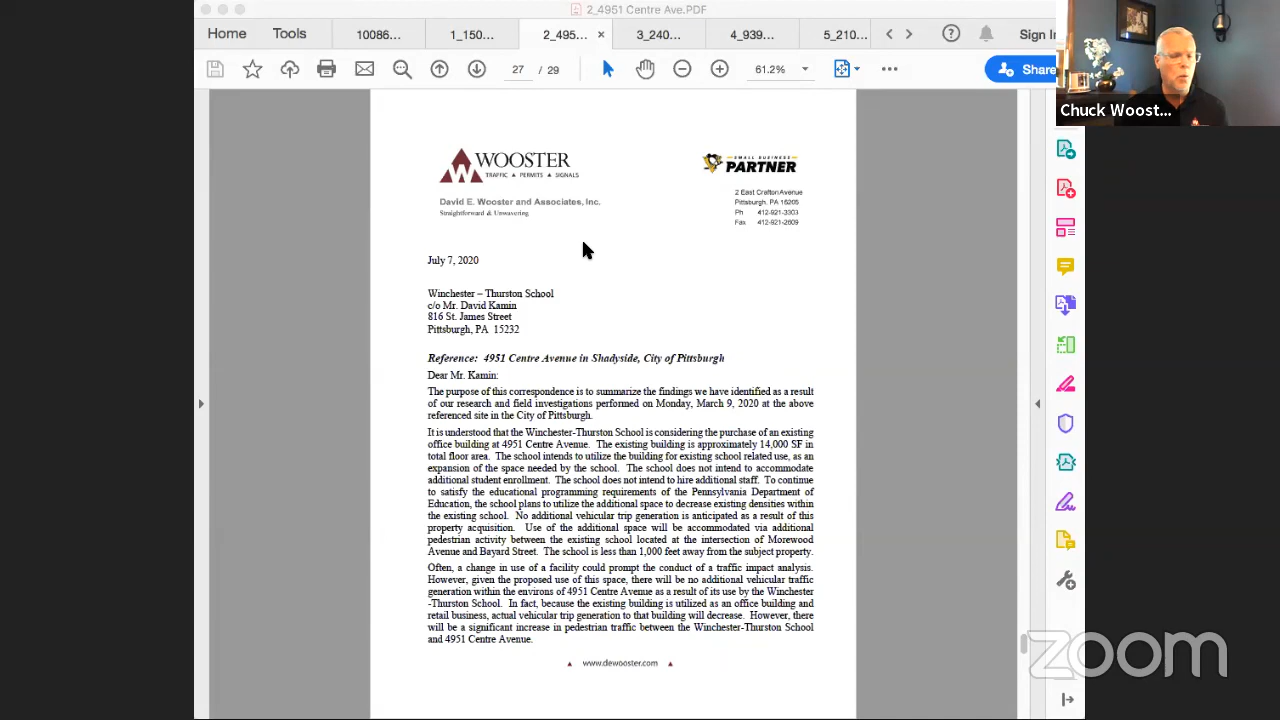 2_4951 Centre Ave.PDF
Home Tools 10086... 1_150... 2_495... × 3_240... 4_939... 5_210... Sign In
27 / 29 61.2% Share
Chuck Woost...
WOOSTER
TRAFFIC ▲ PERMITS ▲ SIGNALS
David E. Wooster and Associates, Inc.
Straightforward & Unwavering
SMALL BUSINESS
PARTNER
2 East Crafton Avenue
Pittsburgh, PA 15205
Ph 412-921-3303
Fax 412-921-2609
July 7, 2020
Winchester – Thurston School
c/o Mr. David Kamin
816 St. James Street
Pittsburgh, PA 15232
Reference: 4951 Centre Avenue in Shadyside, City of Pittsburgh
Dear Mr. Kamin:
The purpose of this correspondence is to summarize the findings we have identified as a result
of our research and field investigations performed on Monday, March 9, 2020 at the above
referenced site in the City of Pittsburgh.
It is understood that the Winchester-Thurston School is considering the purchase of an existing
office building at 4951 Centre Avenue. The existing building is approximately 14,000 SF in
total floor area. The school intends to utilize the building for existing school related use, as an
expansion of the space needed by the school. The school does not intend to accommodate
additional student enrollment. The school does not intend to hire additional staff. To continue
to satisfy the educational programming requirements of the Pennsylvania Department of
Education, the school plans to utilize the additional space to decrease existing densities within
the existing school. No additional vehicular trip generation is anticipated as a result of this
property acquisition. Use of the additional space will be accommodated via additional
pedestrian activity between the existing school located at the intersection of Morewood
Avenue and Bayard Street. The school is less than 1,000 feet away from the subject property.
Often, a change in use of a facility could prompt the conduct of a traffic impact analysis.
However, given the proposed use of this space, there will be no additional vehicular traffic
generation within the environs of 4951 Centre Avenue as a result of its use by the Winchester
-Thurston School. In fact, because the existing building is utilized as an office building and
retail business, actual vehicular trip generation to that building will decrease. However, there
will be a significant increase in pedestrian traffic between the Winchester-Thurston School
and 4951 Centre Avenue.
▲ www.dewooster.com ▲
zoom